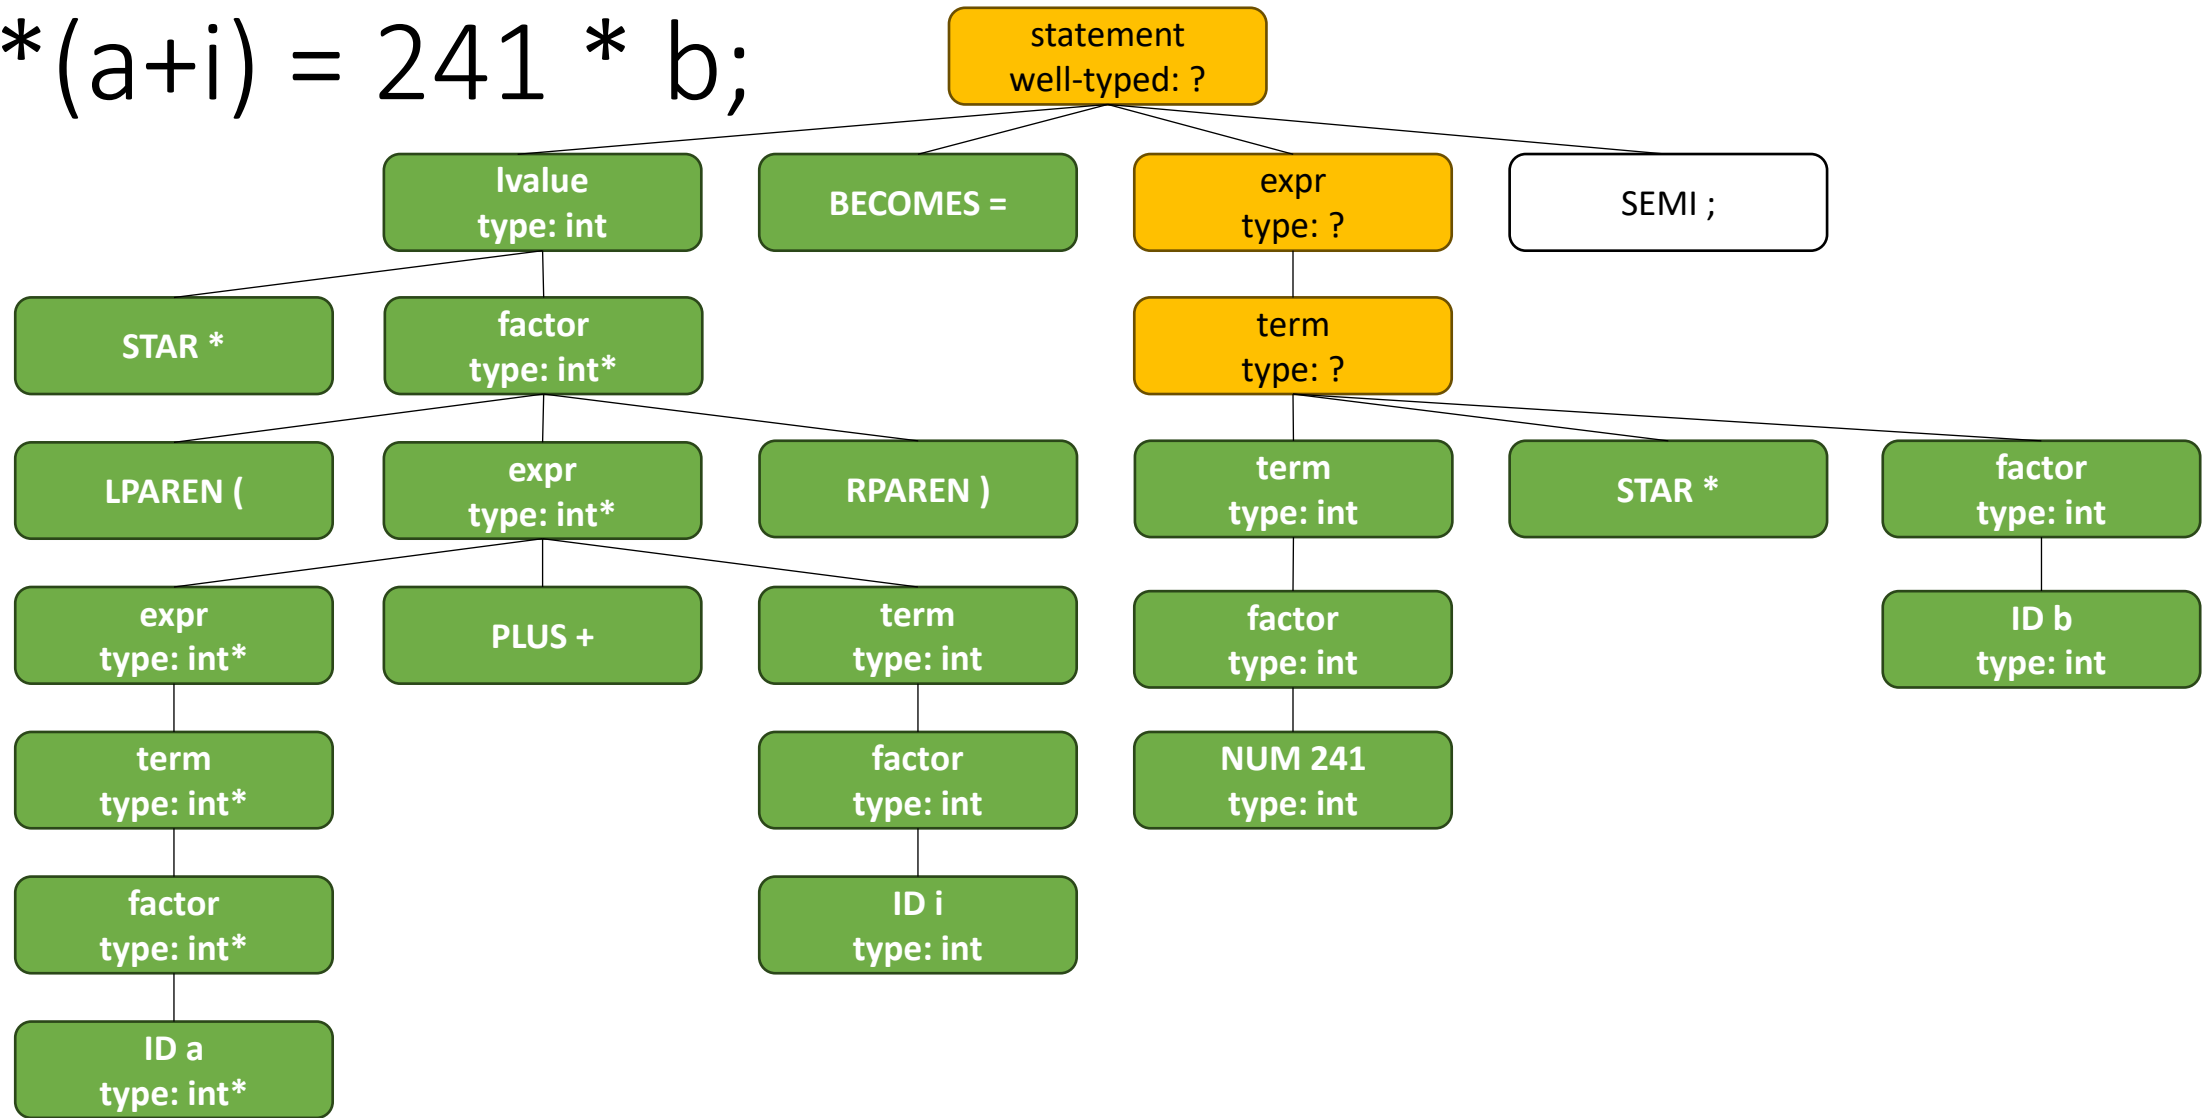 *(a+i) = 241 * b;
statement
well-typed: ?
lvalue
type: int
BECOMES =
expr
type: ?
SEMI ;
STAR *
factor
type: int*
term
type: ?
LPAREN (
expr
type: int*
RPAREN )
term
type: int
STAR *
factor
type: int
expr
type: int*
PLUS +
term
type: int
factor
type: int
ID b
type: int
term
type: int*
factor
type: int
NUM 241
type: int
factor
type: int*
ID i
type: int
ID a
type: int*